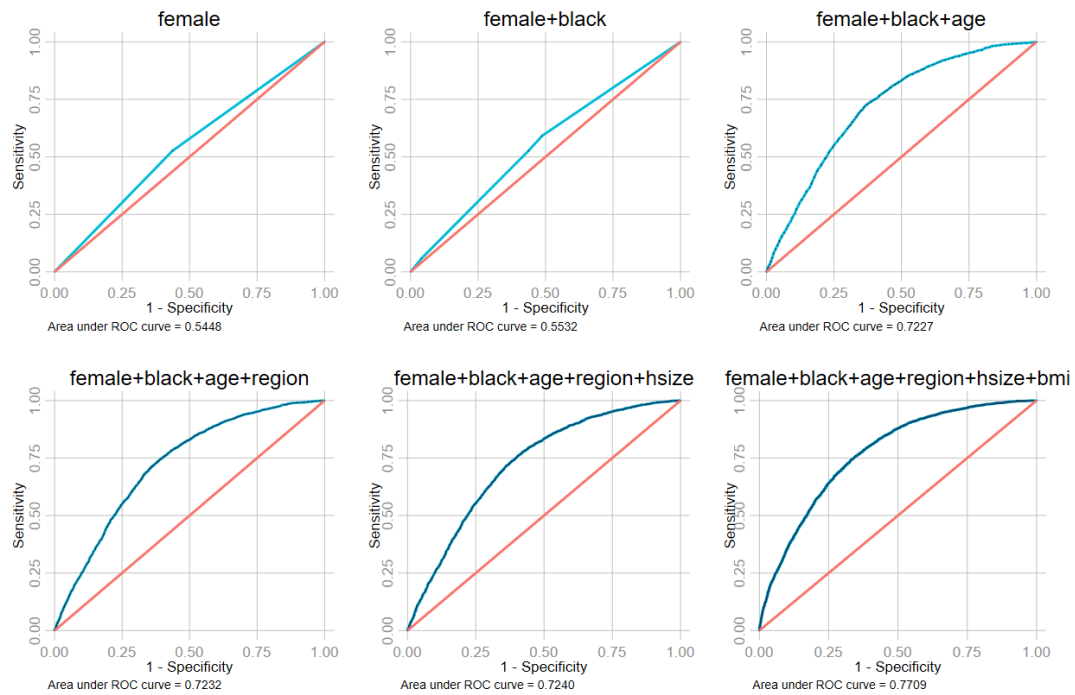 female
1.00
0.75
0.50
0.25
0.00
Sensitivity
0.00 0.25 0.50 0.75 1.00
1 - Specificity
Area under ROC curve = 0.5448
female+black
1.00
0.75
0.50
0.25
0.00
Sensitivity
0.00 0.25 0.50 0.75 1.00
1 - Specificity
Area under ROC curve = 0.5532
female+black+age
1.00
0.75
0.50
0.25
0.00
Sensitivity
0.00 0.25 0.50 0.75 1.00
1 - Specificity
Area under ROC curve = 0.7227
female+black+age+region
1.00
0.75
0.50
0.25
0.00
Sensitivity
0.00 0.25 0.50 0.75 1.00
1 - Specificity
Area under ROC curve = 0.7232
female+black+age+region+hsize
1.00
0.75
0.50
0.25
0.00
Sensitivity
0.00 0.25 0.50 0.75 1.00
1 - Specificity
Area under ROC curve = 0.7240
female+black+age+region+hsize+bmi
1.00
0.75
0.50
0.25
0.00
Sensitivity
0.00 0.25 0.50 0.75 1.00
1 - Specificity
Area under ROC curve = 0.7709